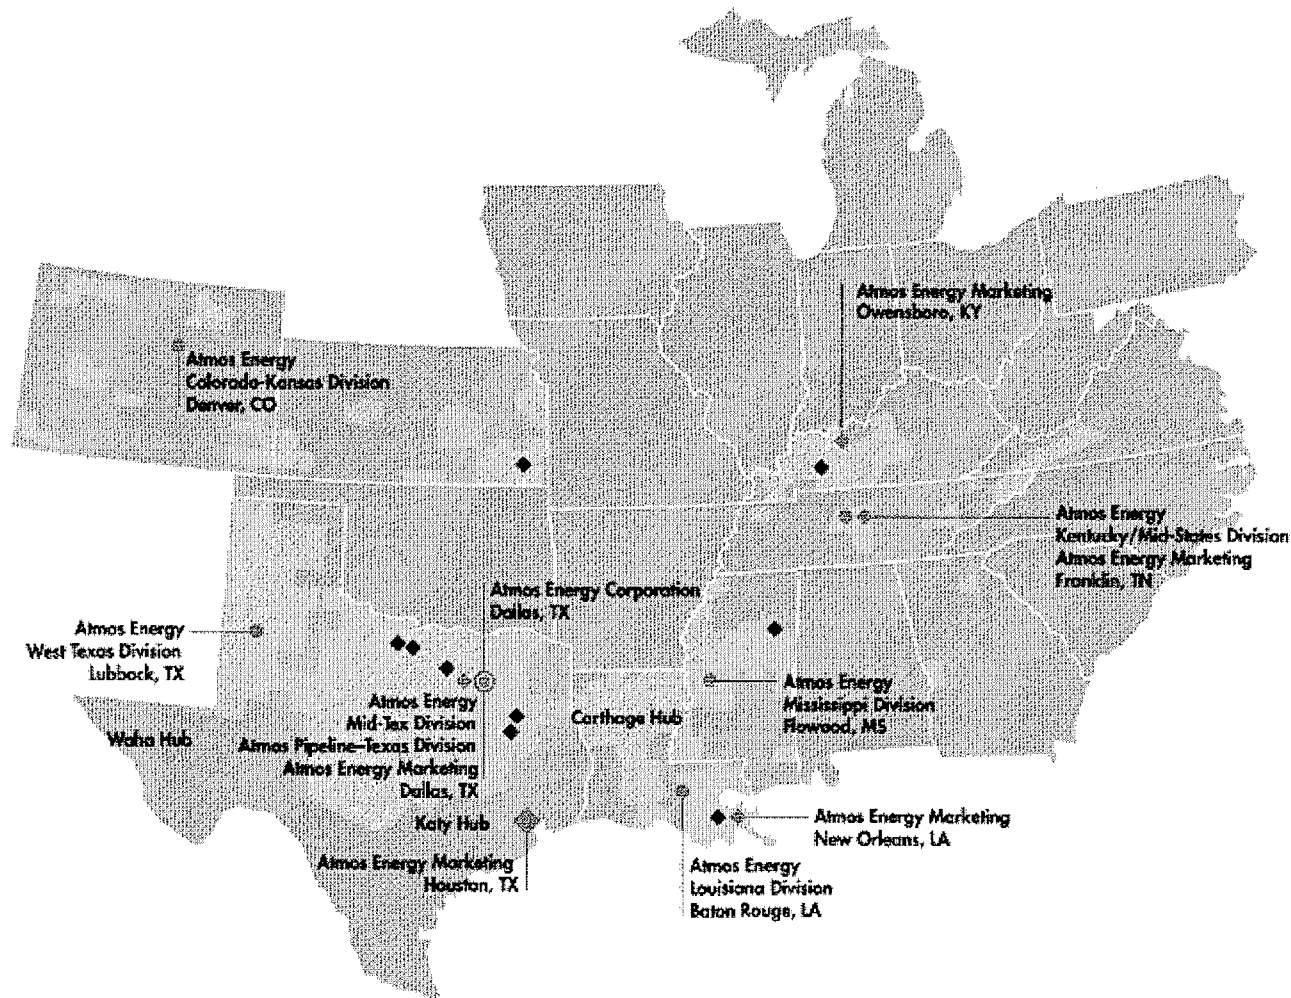 Atmos Energy Marketing
Owensboro, KY
Atmos Energy
Colorado-Kansas Division
Denver, CO
Atmos Energy
Kentucky/Mid-States Division
Atmos Energy Marketing
Franklin, TN
Atmos Energy Corporation
Dallas, TX
Atmos Energy
West Texas Division
Lubbock, TX
Atmos Energy
Mid-Tex Division
Atmos Pipeline–Texas Division
Atmos Energy Marketing
Dallas, TX
Carthage Hub
Atmos Energy
Mississippi Division
Flowood, MS
Waha Hub
Katy Hub
Atmos Energy Marketing
Houston, TX
Atmos Energy Marketing
New Orleans, LA
Atmos Energy
Louisiana Division
Baton Rouge, LA